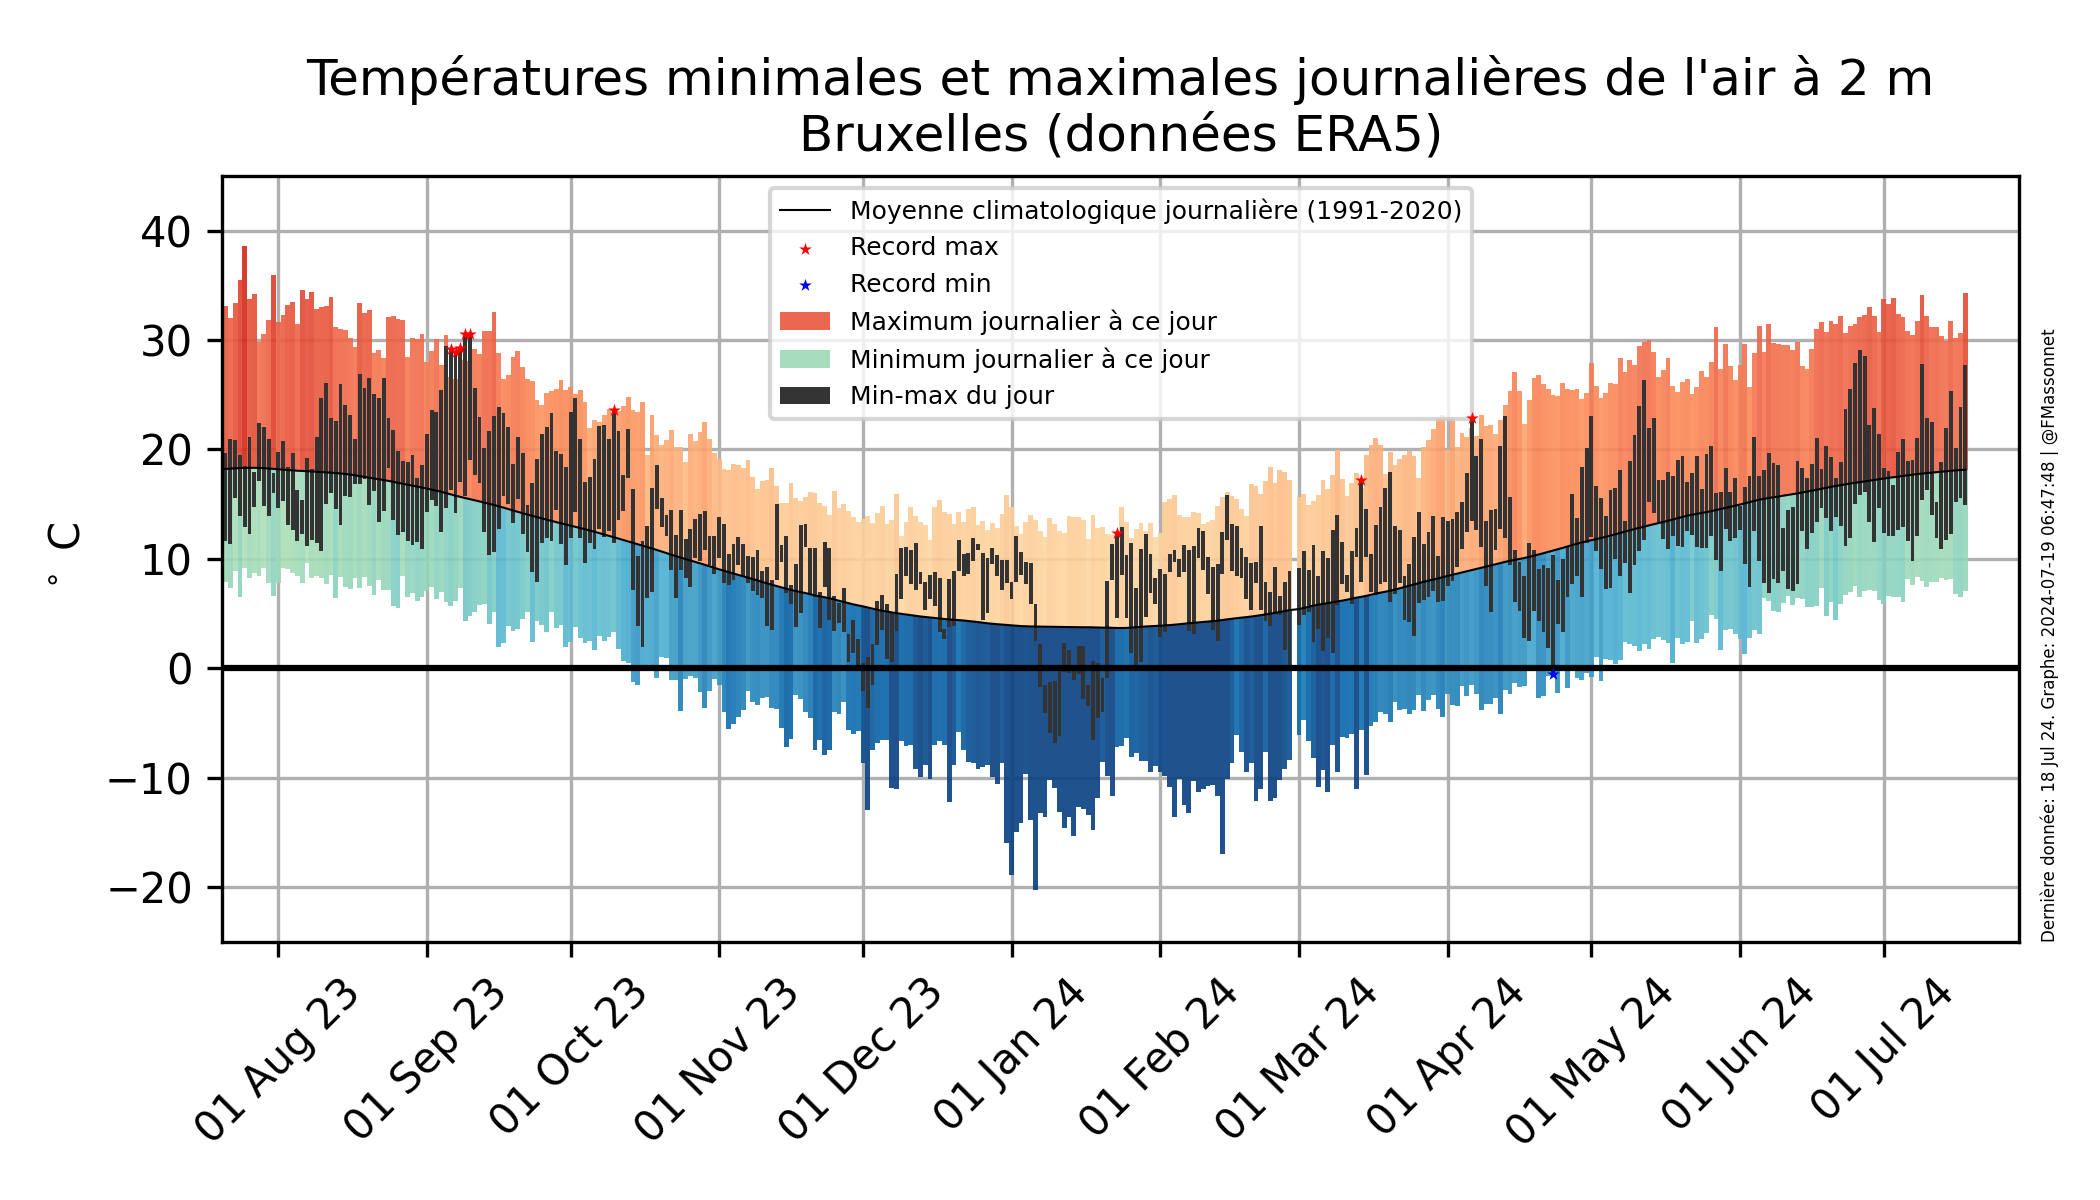 Températures minimales et maximales journalières de l'air à 2 m
Bruxelles (données ERA5)
Moyenne climatologique journalière (1991-2020)
Record max
Record min
Maximum journalier à ce jour
Minimum journalier à ce jour
Min-max du jour
40
30
20
10
0
−10
−20
° C
01 Aug 23
01 Sep 23
01 Oct 23
01 Nov 23
01 Dec 23
01 Jan 24
01 Feb 24
01 Mar 24
01 Apr 24
01 May 24
01 Jun 24
01 Jul 24
Dernière donnée: 18 Jul 24. Graphe: 2024-07-19 06:47:48 | @FMassonnet